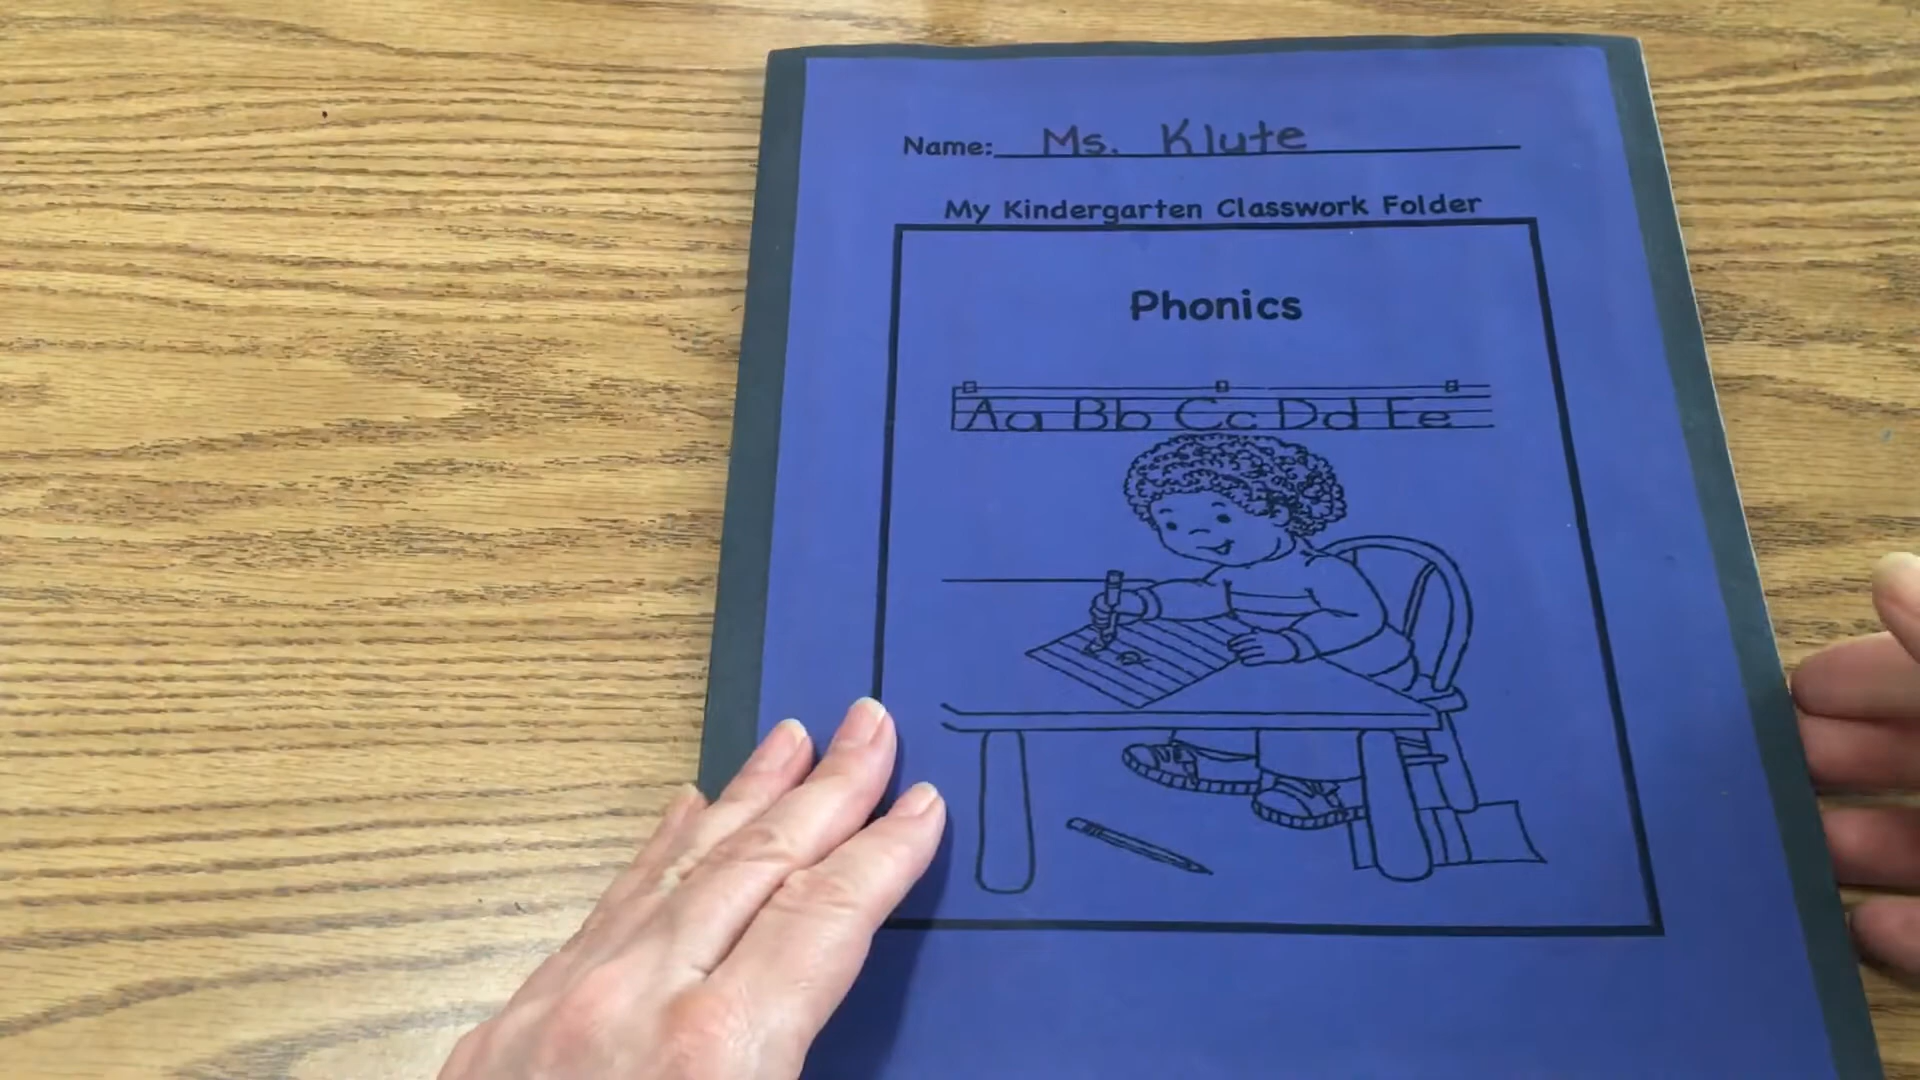 Name: Ms. Klute
My Kindergarten Classwork Folder
Phonics
Aa Bb Cc Dd Ee